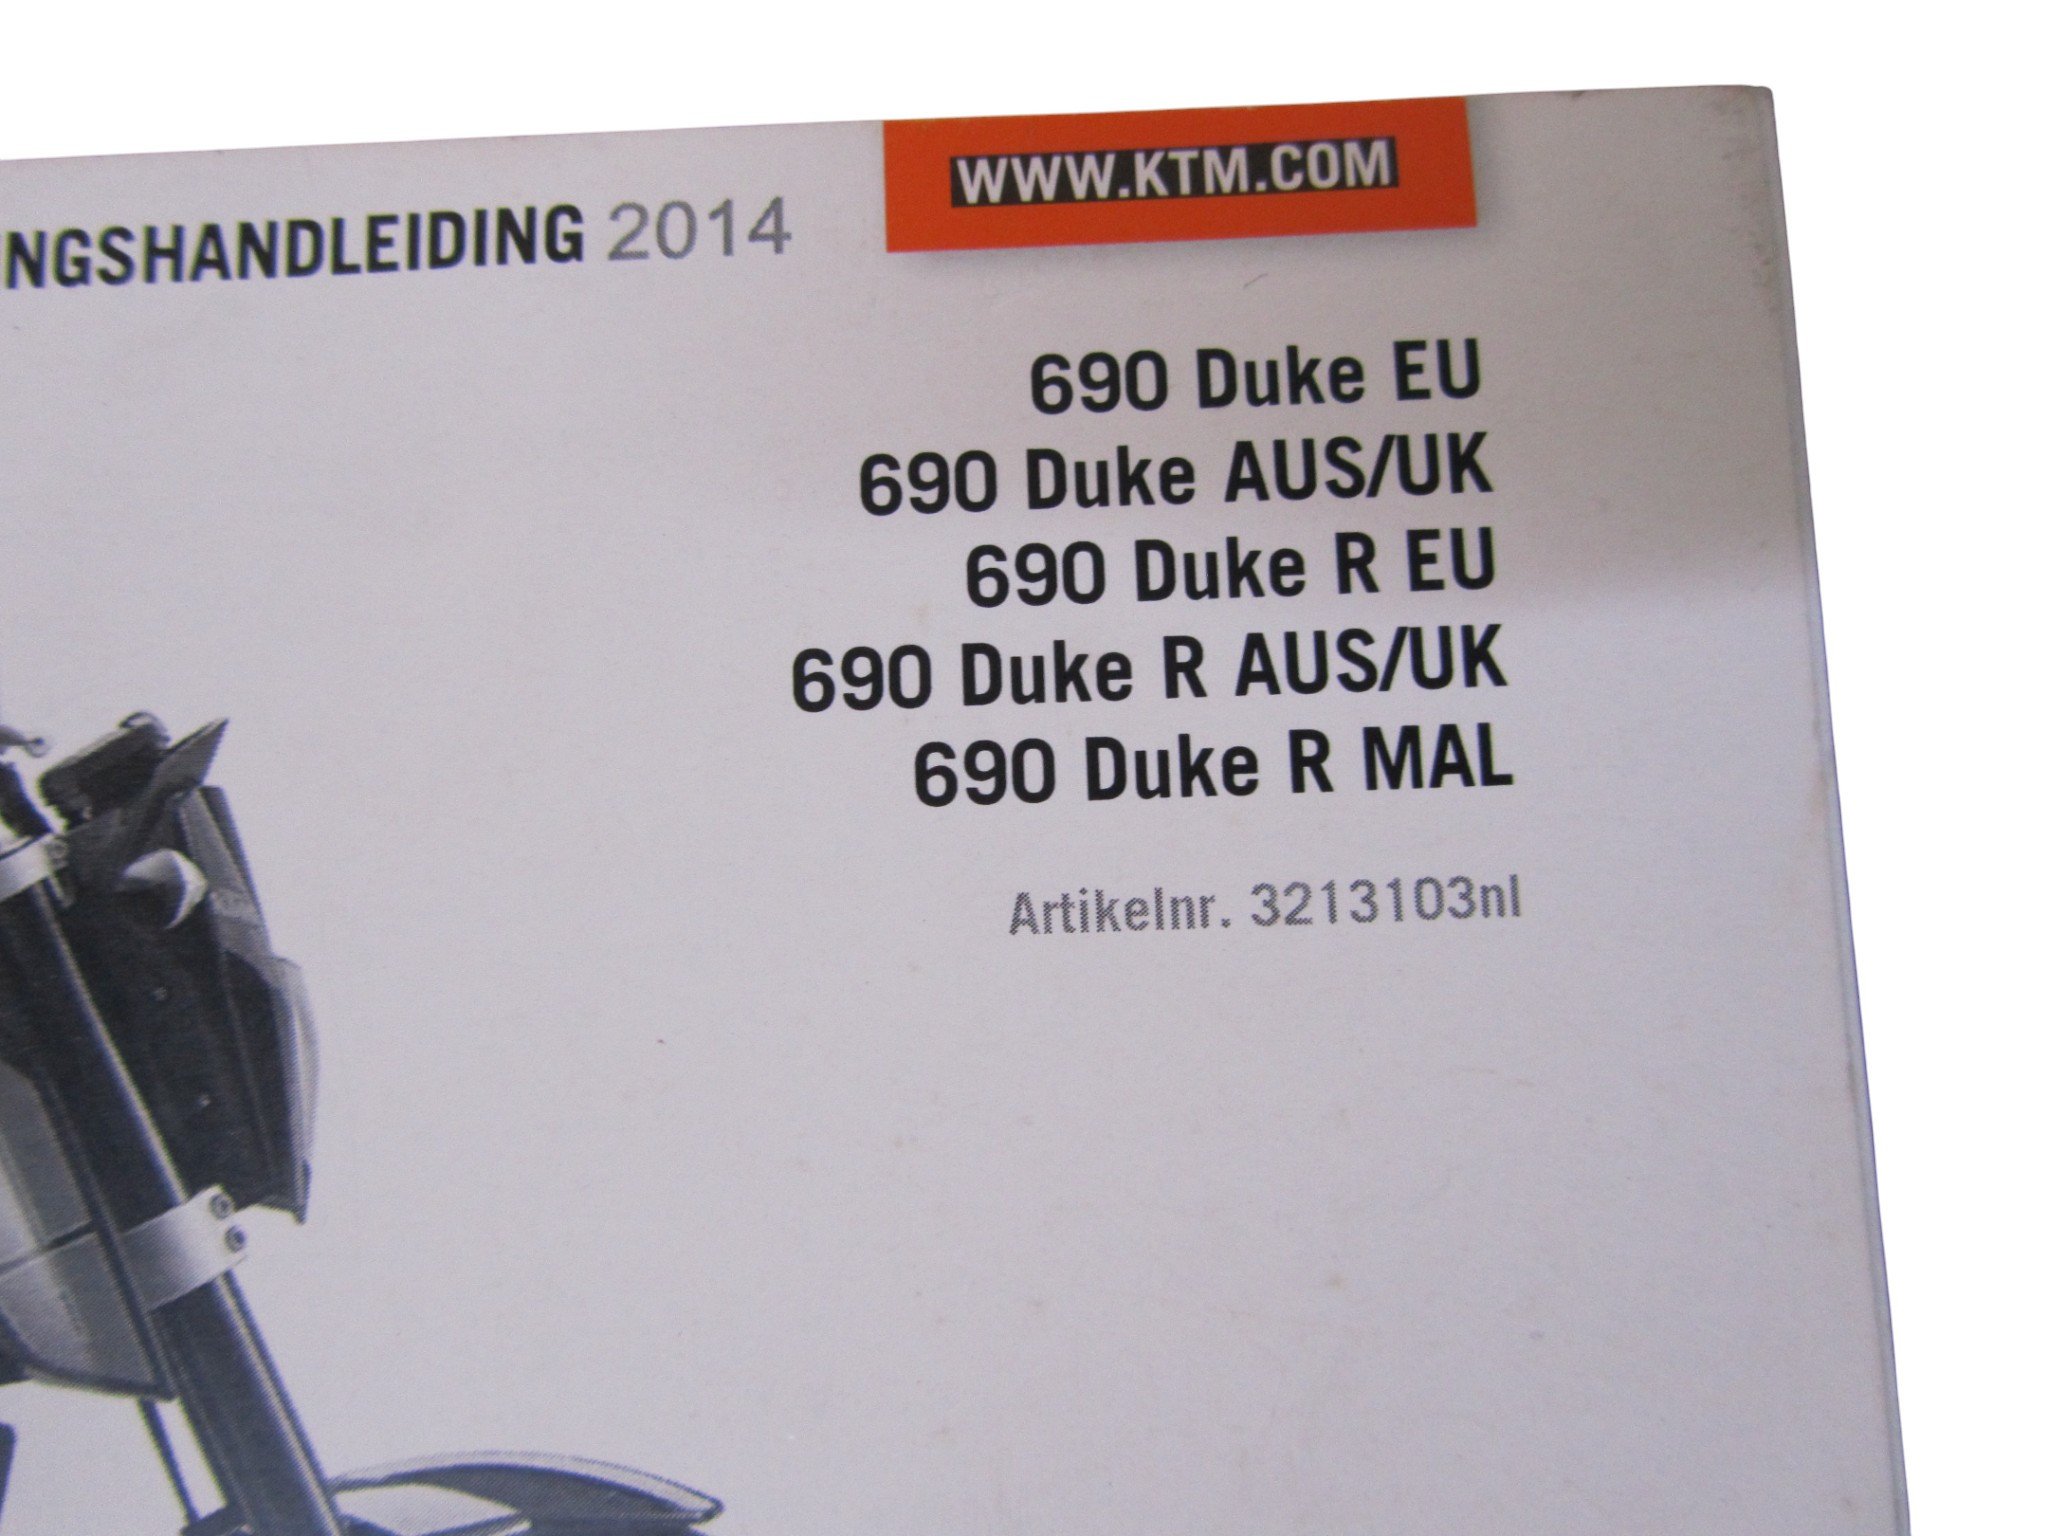 WWW.KTM.COM
NGSHANDLEIDING 2014
690 Duke EU
690 Duke AUS/UK
690 Duke R EU
690 Duke R AUS/UK
690 Duke R MAL
Artikelnr. 3213103nl